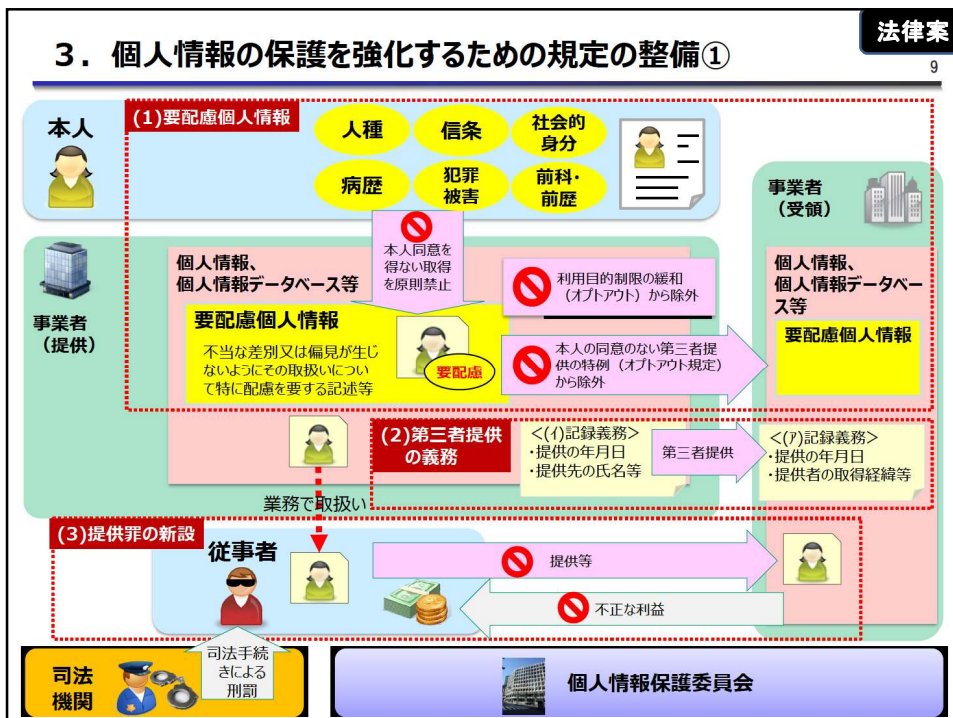 法律案
3．個人情報の保護を強化するための規定の整備①
9
本人
(1)要配慮個人情報
人種
信条
社会的
身分
病歴
犯罪
被害
前科・
前歴
事業者
（受領）
本人同意を
得ない取得
を原則禁止
個人情報、
個人情報データベース等
利用目的制限の緩和
（オプトアウト）から除外
個人情報、
個人情報データベー
ス等
事業者
（提供）
要配慮個人情報
不当な差別又は偏見が生じ
ないようにその取扱いについ
て特に配慮を要する記述等
要配慮
本人の同意のない第三者提
供の特例（オプトアウト規定）
から除外
要配慮個人情報
(2)第三者提供
の義務
<(ｲ)記録義務>
・提供の年月日
・提供先の氏名等
第三者提供
<(ｱ)記録義務>
・提供の年月日
・提供者の取得経緯等
業務で取扱い
(3)提供罪の新設
従事者
提供等
不正な利益
司法手続
きによる
刑罰
司法
機関
個人情報保護委員会